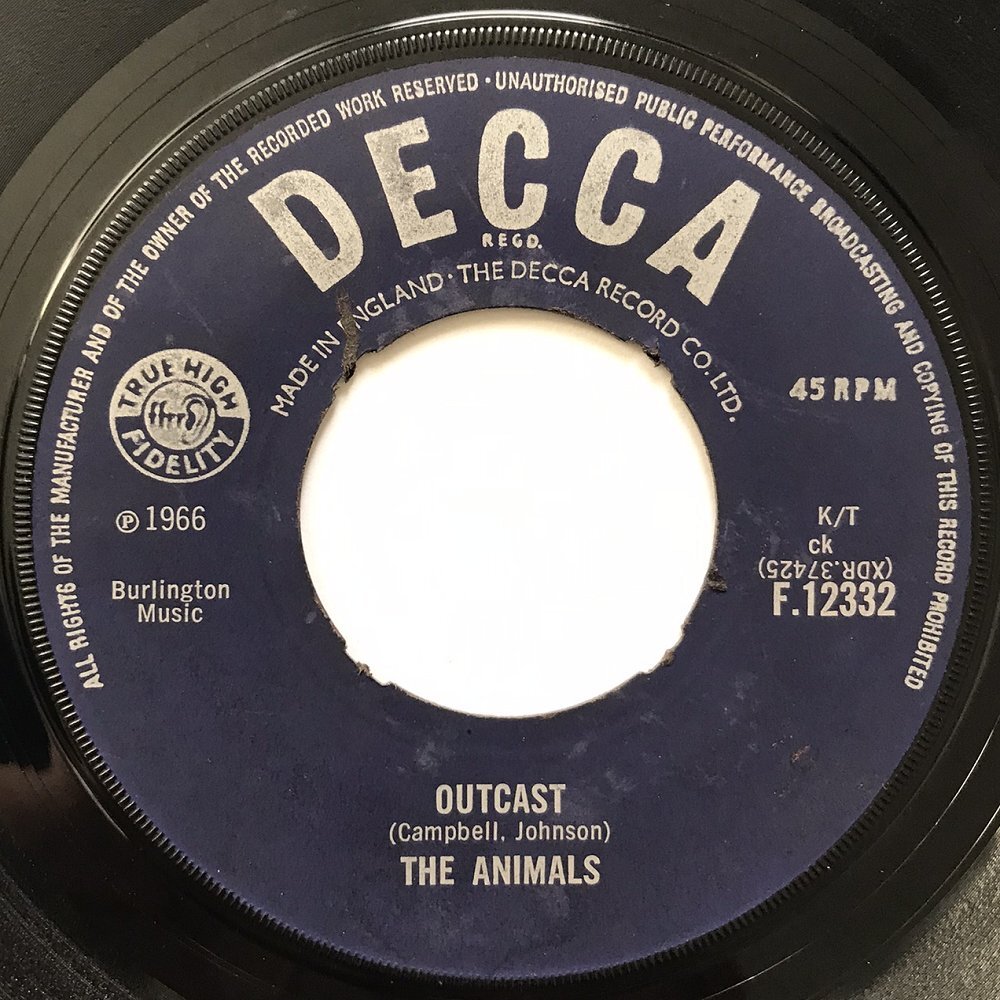 ALL RIGHTS OF THE MANUFACTURER AND OF THE OWNER OF THE RECORDED WORK RESERVED · UNAUTHORISED PUBLIC PERFORMANCE BROADCASTING AND COPYING OF THIS RECORD PROHIBITED
DECCA
REGD.
MADE IN ENGLAND · THE DECCA RECORD CO. LTD.
TRUE HIGH
ffrr
FIDELITY
45 RPM
℗ 1966
K/T
ck
Burlington
Music
(XDR.37425)
F.12332
OUTCAST
(Campbell, Johnson)
THE ANIMALS